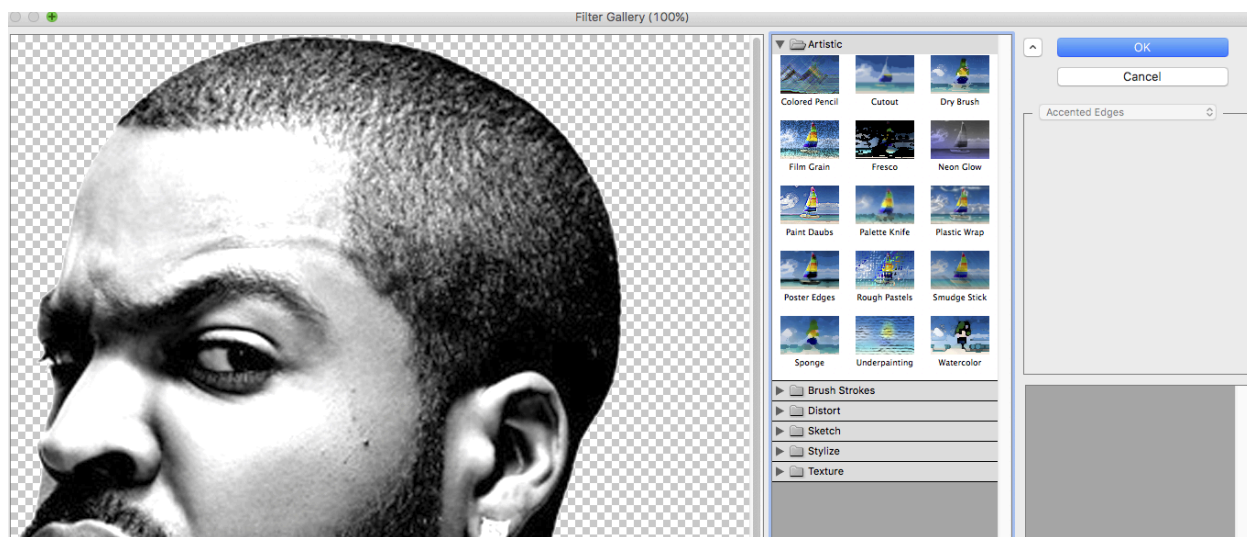 Filter Gallery (100%)
Artistic
OK
Cancel
Colored Pencil Cutout Dry Brush
Accented Edges
Film Grain Fresco Neon Glow
Paint Daubs Palette Knife Plastic Wrap
Poster Edges Rough Pastels Smudge Stick
Sponge Underpainting Watercolor
Brush Strokes
Distort
Sketch
Stylize
Texture